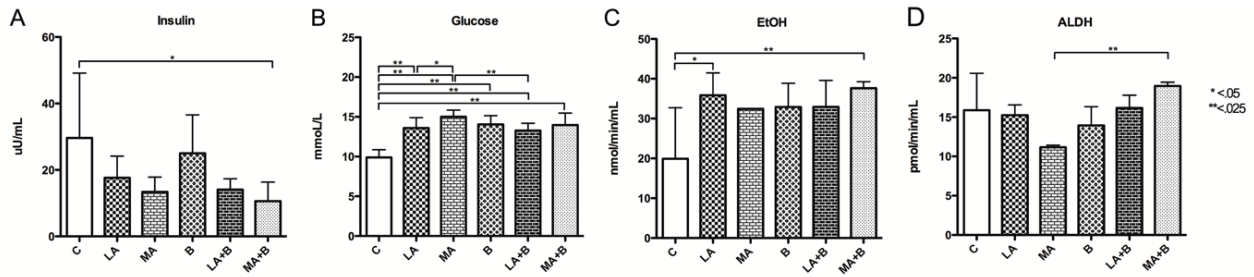 A
Insulin
*
60
40
20
0
uU/mL
C LA MA B LA+B MA+B
B
Glucose
** *
** **
**
**
**
25
20
15
10
5
0
mmoL/L
C LA MA B LA+B MA+B
C
EtOH
**
*
50
40
30
20
10
0
nmol/min/mL
C LA MA B LA+B MA+B
D
ALDH
**
25
20
15
10
5
0
pmol/min/mL
C LA MA B LA+B MA+B
* <.05
**<.025